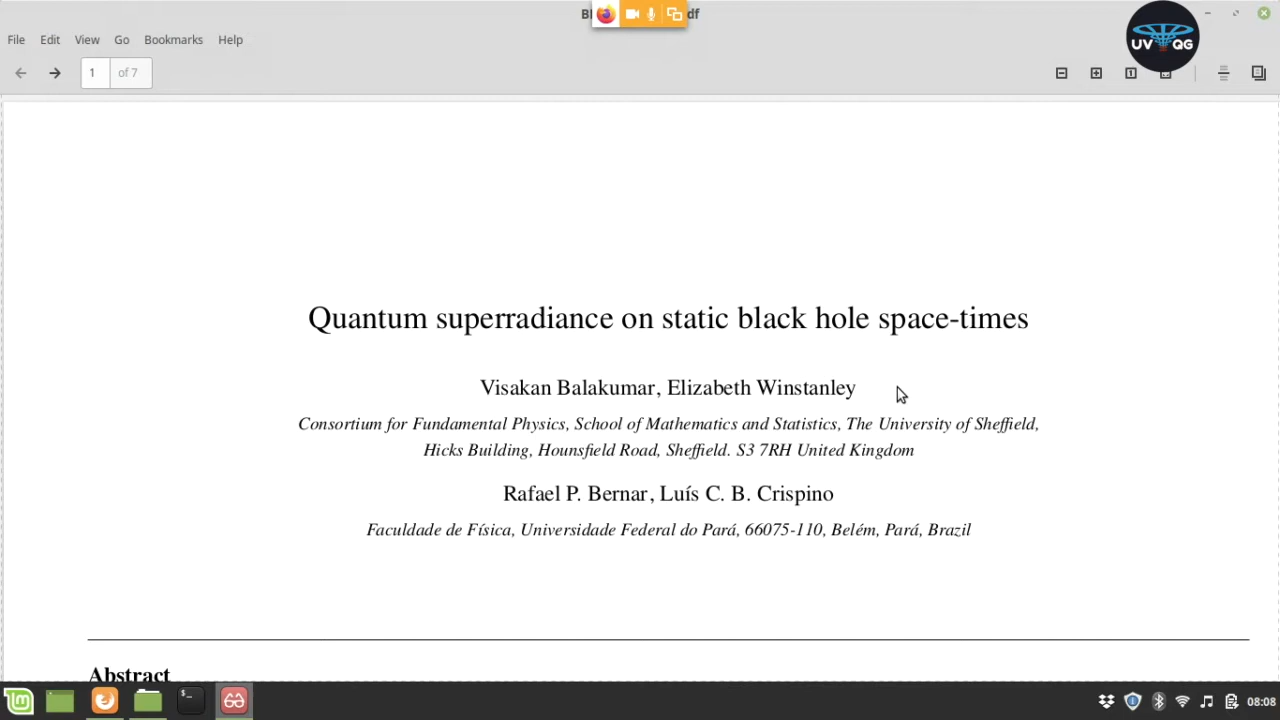 Bl df
UV QG
File Edit View Go Bookmarks Help
1 of 7
Quantum superradiance on static black hole space-times
Visakan Balakumar, Elizabeth Winstanley
Consortium for Fundamental Physics, School of Mathematics and Statistics, The University of Sheffield,
Hicks Building, Hounsfield Road, Sheffield. S3 7RH United Kingdom
Rafael P. Bernar, Luís C. B. Crispino
Faculdade de Física, Universidade Federal do Pará, 66075-110, Belém, Pará, Brazil
Abstract
08:08